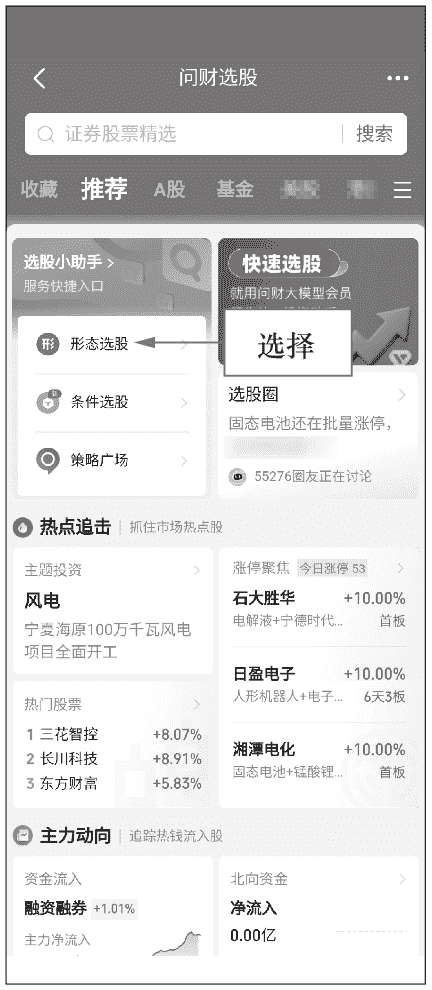 问财选股
证券股票精选
搜索
收藏
推荐
A股
基金
选股小助手
服务快捷入口
形态选股
条件选股
策略广场
快速选股
就用问财大模型会员
选择
选股圈
固态电池还在批量涨停，
55276圈友正在讨论
热点追击
抓住市场热点股
主题投资
风电
宁夏海原100万千瓦风电
项目全面开工
热门股票
1 三花智控 +8.07%
2 长川科技 +8.91%
3 东方财富 +5.83%
涨停聚焦 今日涨停 53
石大胜华 +10.00%
电解液+宁德时代... 首板
日盈电子 +10.00%
人形机器人+电子... 6天3板
湘潭电化 +10.00%
固态电池+锰酸锂... 首板
主力动向
追踪热钱流入股
资金流入
融资融券 +1.01%
主力净流入
北向资金
净流入
0.00亿